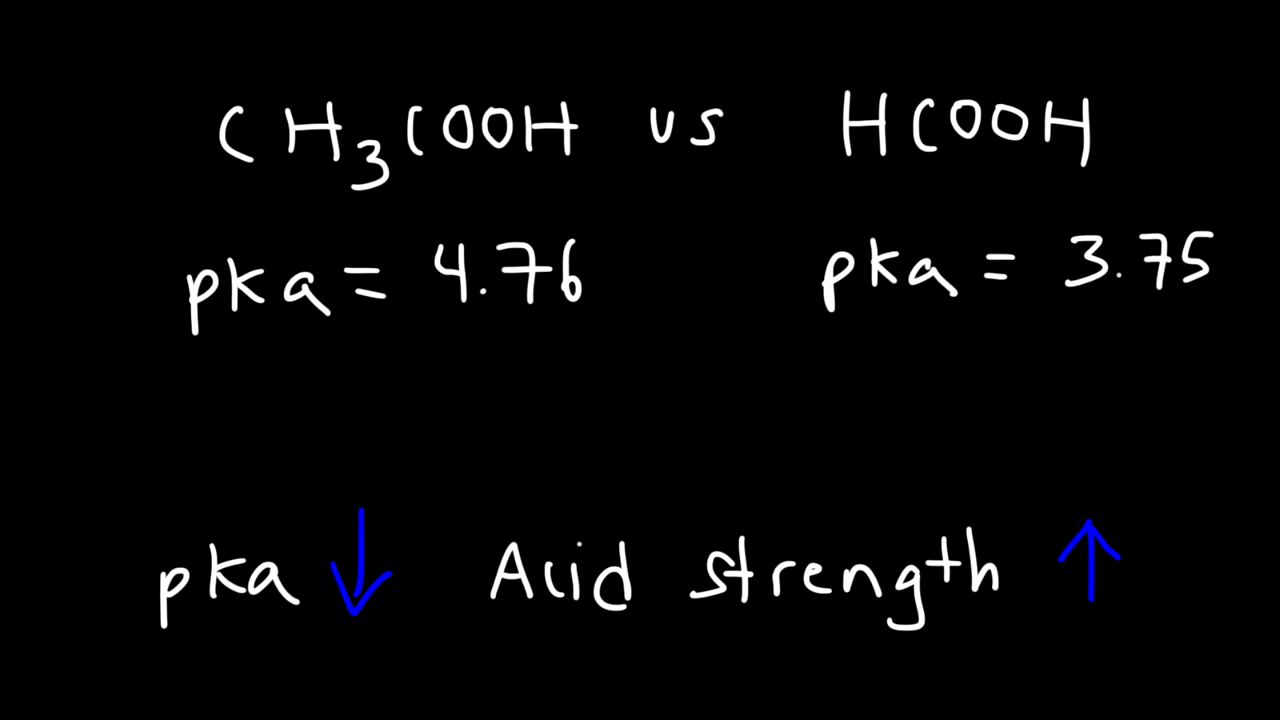 CH₃COOH vs HCOOH
pka = 4.76 pka = 3.75
pka ↓ Acid strength ↑